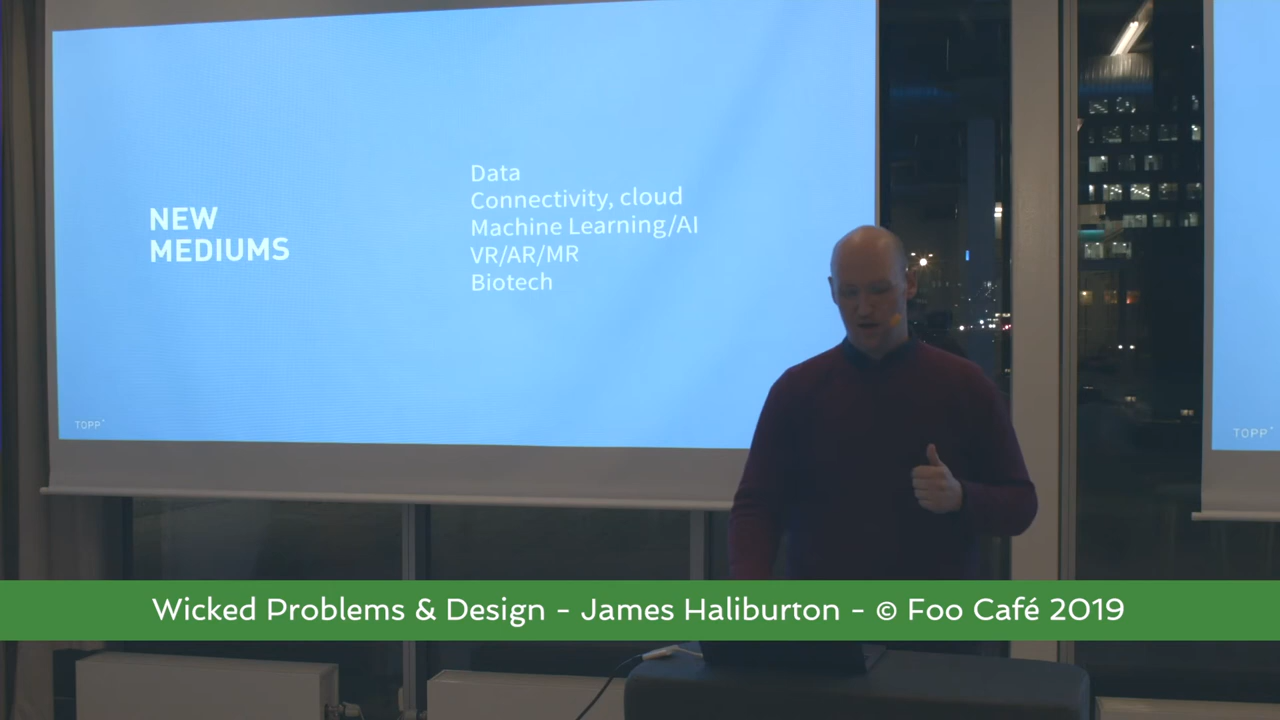 NEW
MEDIUMS
Data
Connectivity, cloud
Machine Learning/AI
VR/AR/MR
Biotech
TOPP
TOPP
Wicked Problems & Design - James Haliburton - © Foo Café 2019